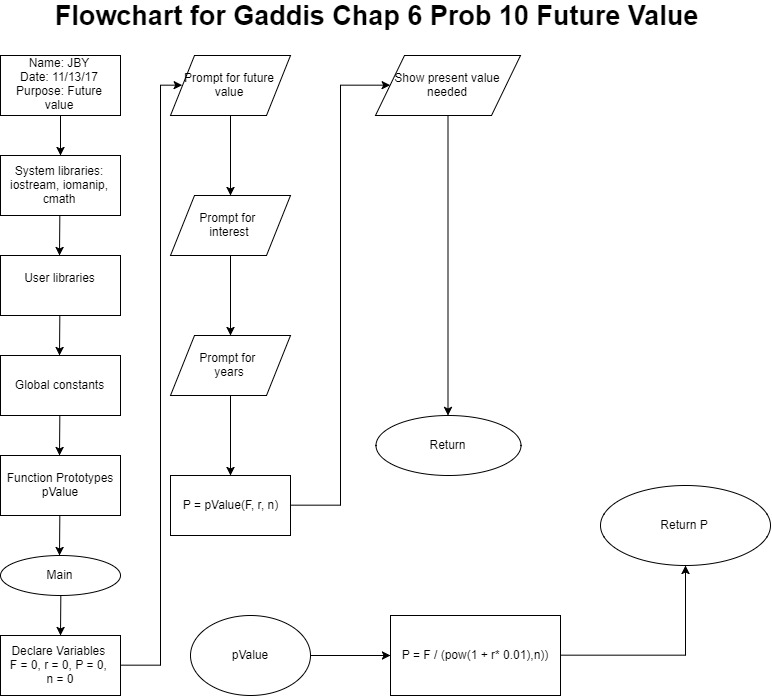 Flowchart for Gaddis Chap 6 Prob 10 Future Value
Name: JBY
Date: 11/13/17
Purpose: Future
value
System libraries:
iostream, iomanip,
cmath
User libraries
Global constants
Function Prototypes
pValue
Main
Declare Variables
F = 0, r = 0, P = 0,
n = 0
Prompt for future
value
Prompt for
interest
Prompt for
years
P = pValue(F, r, n)
Show present value
needed
Return
pValue
P = F / (pow(1 + r* 0.01),n))
Return P